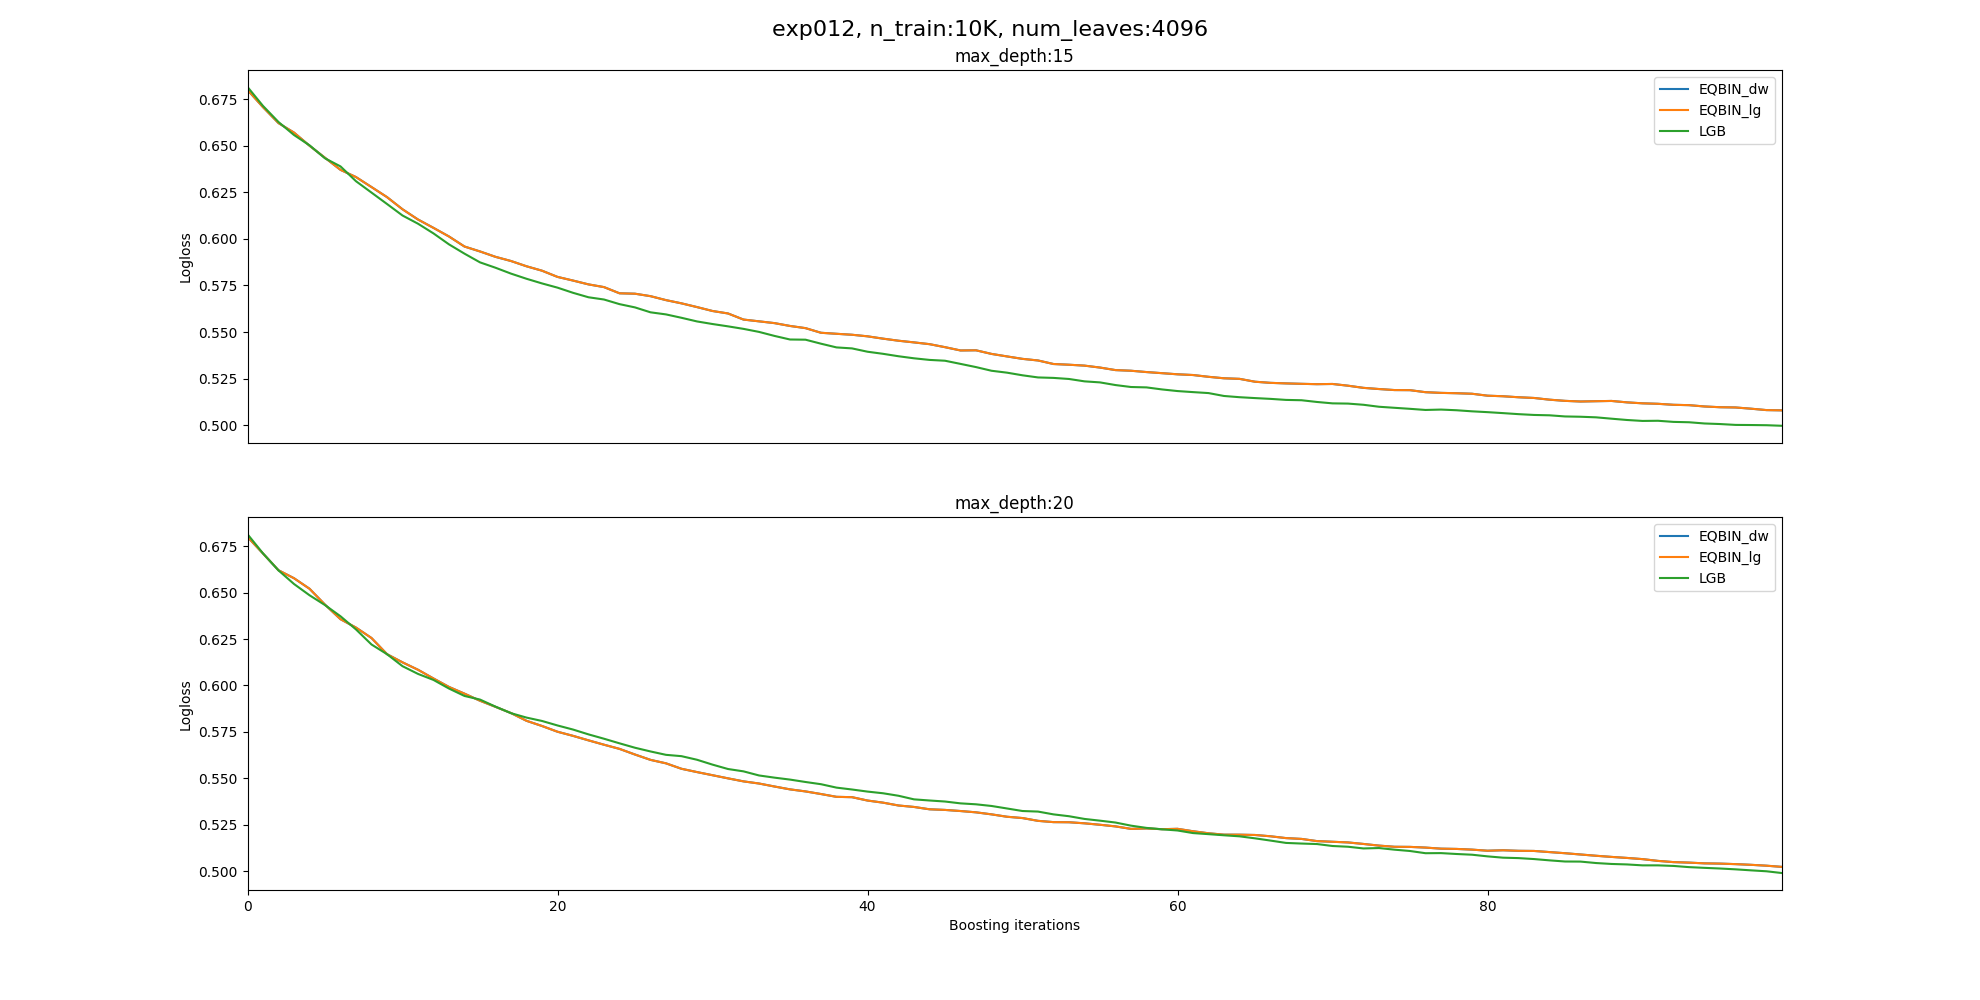 exp012, n_train:10K, num_leaves:4096
max_depth:15
0.675
0.650
0.625
0.600
0.575
0.550
0.525
0.500
Logloss
EQBIN_dw
EQBIN_lg
LGB
max_depth:20
0.675
0.650
0.625
0.600
0.575
0.550
0.525
0.500
Logloss
EQBIN_dw
EQBIN_lg
LGB
0 20 40 60 80
Boosting iterations